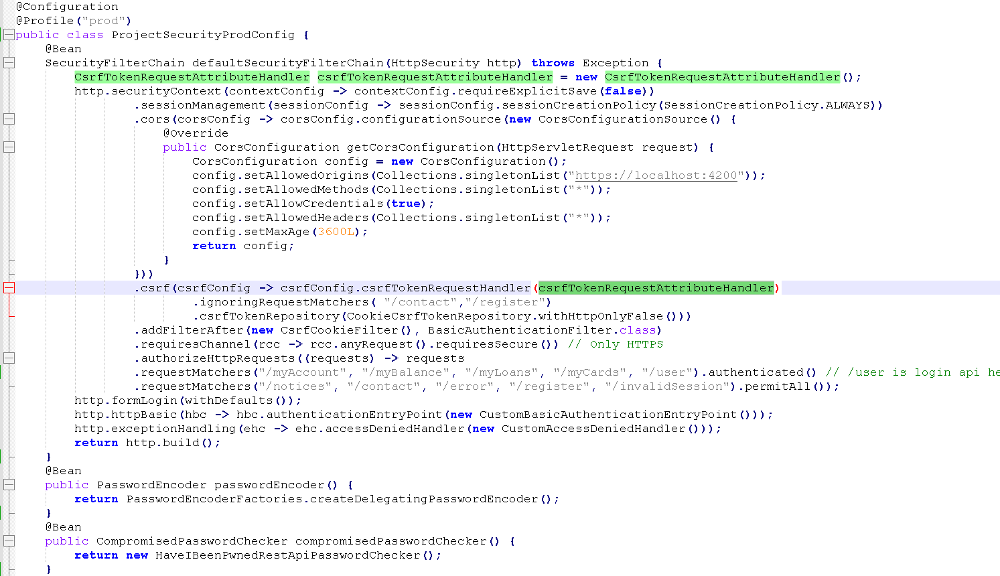 @Configuration
@Profile("prod")
public class ProjectSecurityProdConfig {
    @Bean
    SecurityFilterChain defaultSecurityFilterChain(HttpSecurity http) throws Exception {
        CsrfTokenRequestAttributeHandler csrfTokenRequestAttributeHandler = new CsrfTokenRequestAttributeHandler();
        http.securityContext(contextConfig -> contextConfig.requireExplicitSave(false))
                .sessionManagement(sessionConfig -> sessionConfig.sessionCreationPolicy(SessionCreationPolicy.ALWAYS))
                .cors(corsConfig -> corsConfig.configurationSource(new CorsConfigurationSource() {
                    @Override
                    public CorsConfiguration getCorsConfiguration(HttpServletRequest request) {
                        CorsConfiguration config = new CorsConfiguration();
                        config.setAllowedOrigins(Collections.singletonList("https://localhost:4200"));
                        config.setAllowedMethods(Collections.singletonList("*"));
                        config.setAllowCredentials(true);
                        config.setAllowedHeaders(Collections.singletonList("*"));
                        config.setMaxAge(3600L);
                        return config;
                    }
                }))
                .csrf(csrfConfig -> csrfConfig.csrfTokenRequestHandler(csrfTokenRequestAttributeHandler)
                        .ignoringRequestMatchers( "/contact","/register")
                        .csrfTokenRepository(CookieCsrfTokenRepository.withHttpOnlyFalse()))
                .addFilterAfter(new CsrfCookieFilter(), BasicAuthenticationFilter.class)
                .requiresChannel(rcc -> rcc.anyRequest().requiresSecure()) // Only HTTPS
                .authorizeHttpRequests((requests) -> requests
                .requestMatchers("/myAccount", "/myBalance", "/myLoans", "/myCards", "/user").authenticated() // /user is login api he
                .requestMatchers("/notices", "/contact", "/error", "/register", "/invalidSession").permitAll());
        http.formLogin(withDefaults());
        http.httpBasic(hbc -> hbc.authenticationEntryPoint(new CustomBasicAuthenticationEntryPoint()));
        http.exceptionHandling(ehc -> ehc.accessDeniedHandler(new CustomAccessDeniedHandler()));
        return http.build();
    }
    @Bean
    public PasswordEncoder passwordEncoder() {
        return PasswordEncoderFactories.createDelegatingPasswordEncoder();
    }
    @Bean
    public CompromisedPasswordChecker compromisedPasswordChecker() {
        return new HaveIBeenPwnedRestApiPasswordChecker();
    }